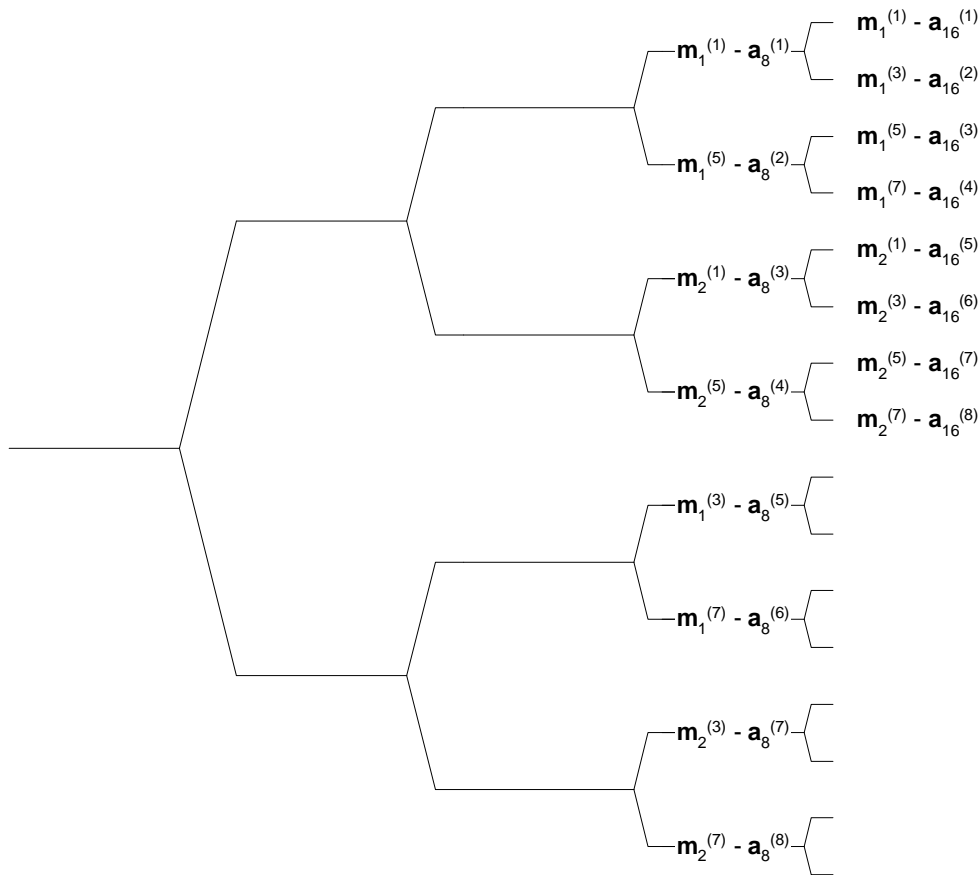 m₁⁽¹⁾ - a₈⁽¹⁾
m₁⁽⁵⁾ - a₈⁽²⁾
m₂⁽¹⁾ - a₈⁽³⁾
m₂⁽⁵⁾ - a₈⁽⁴⁾
m₁⁽³⁾ - a₈⁽⁵⁾
m₁⁽⁷⁾ - a₈⁽⁶⁾
m₂⁽³⁾ - a₈⁽⁷⁾
m₂⁽⁷⁾ - a₈⁽⁸⁾
m₁⁽¹⁾ - a₁₆⁽¹⁾
m₁⁽³⁾ - a₁₆⁽²⁾
m₁⁽⁵⁾ - a₁₆⁽³⁾
m₁⁽⁷⁾ - a₁₆⁽⁴⁾
m₂⁽¹⁾ - a₁₆⁽⁵⁾
m₂⁽³⁾ - a₁₆⁽⁶⁾
m₂⁽⁵⁾ - a₁₆⁽⁷⁾
m₂⁽⁷⁾ - a₁₆⁽⁸⁾